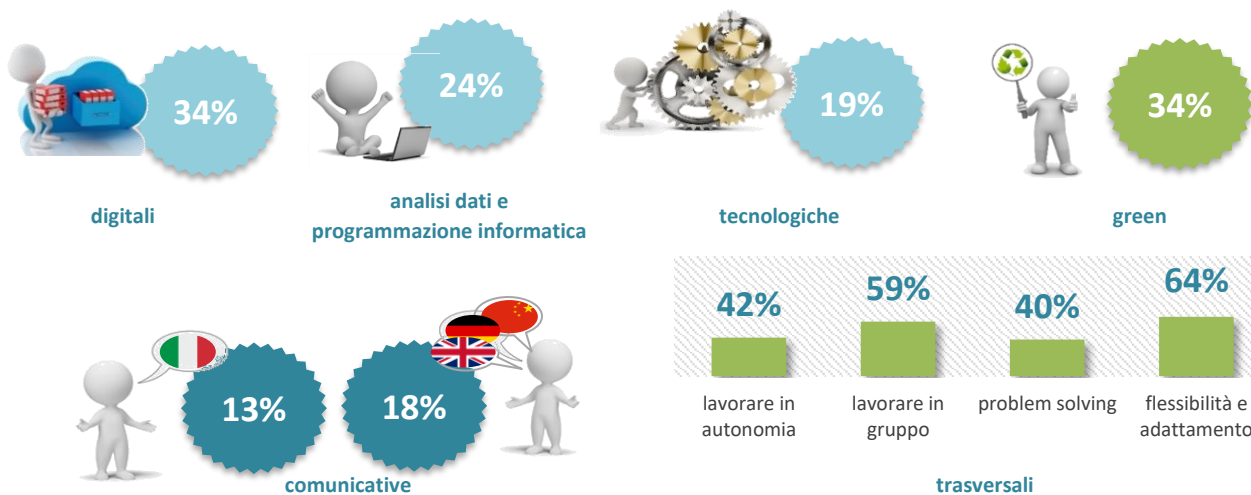 34%
digitali
24%
analisi dati e
programmazione informatica
19%
tecnologiche
34%
green
13%
18%
comunicative
42%
59%
40%
64%
lavorare in
autonomia
lavorare in
gruppo
problem solving
flessibilità e
adattamento
trasversali